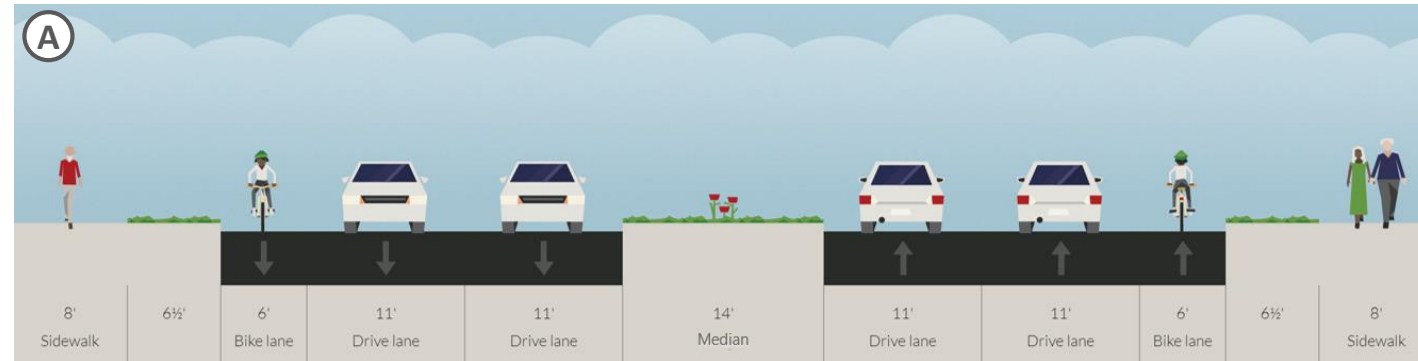 A
8' 6½' 6' 11' 11' 14' 11' 11' 6' 6½' 8'
Sidewalk Bike lane Drive lane Drive lane Median Drive lane Drive lane Bike lane Sidewalk